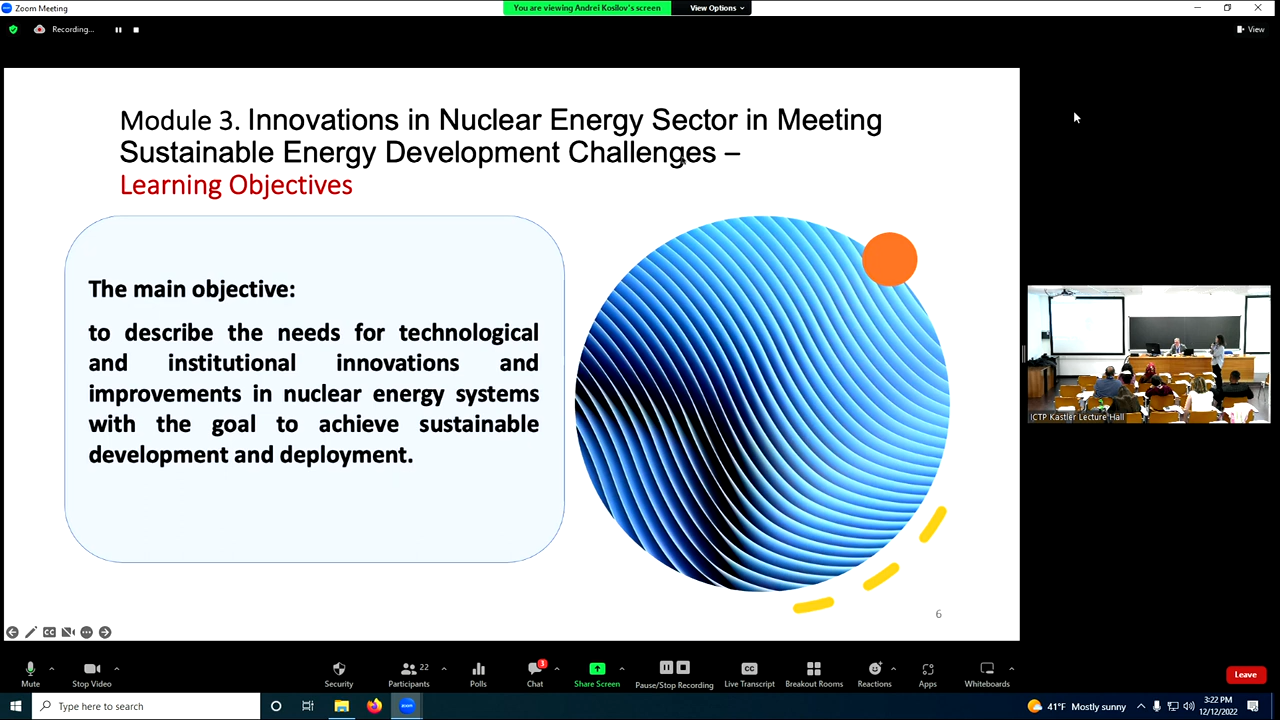 Zoom Meeting
You are viewing Andrei Kosilov's screen
View Options
Recording...
View
Module 3. Innovations in Nuclear Energy Sector in Meeting
Sustainable Energy Development Challenges –
Learning Objectives
The main objective:
to describe the needs for technological
and institutional innovations and
improvements in nuclear energy systems
with the goal to achieve sustainable
development and deployment.
6
ICTP Kastler Lecture Hall
CC
Mute
Stop Video
Security
22
Participants
Polls
3
Chat
Share Screen
Pause/Stop Recording
CC
Live Transcript
Breakout Rooms
Reactions
Apps
Whiteboards
Leave
Type here to search
zoom
41°F Mostly sunny
3:22 PM
12/12/2022